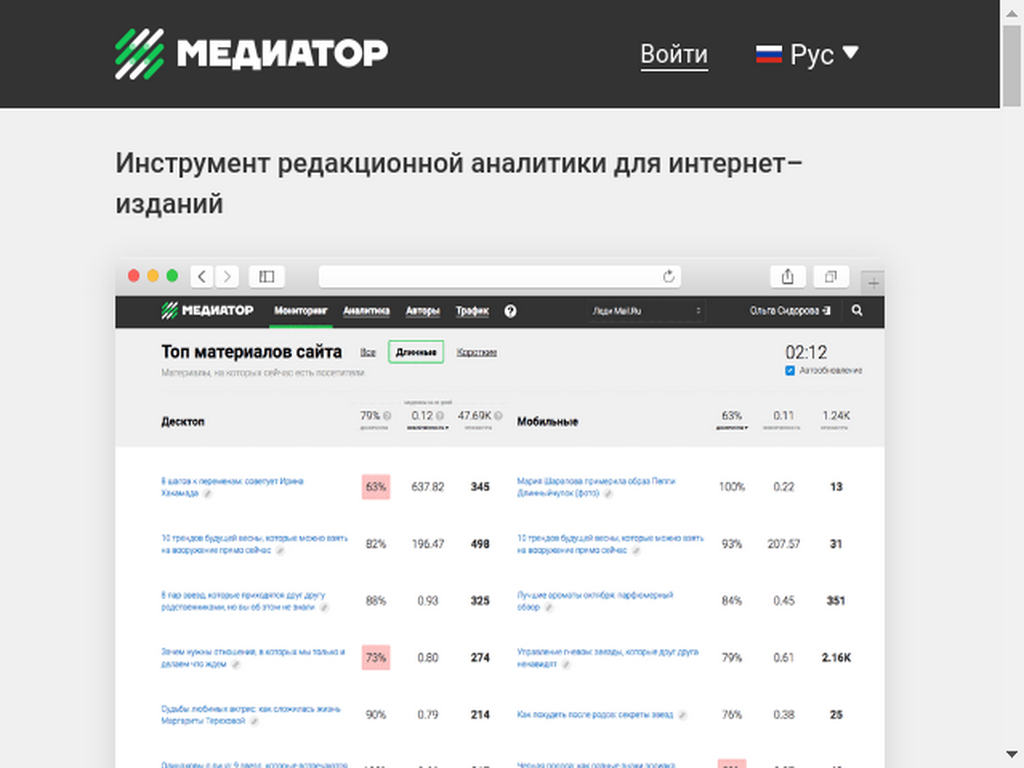 МЕДИАТОР
Войти
Рус
Инструмент редакционной аналитики для интернет–
изданий
МЕДИАТОР Мониторинг Аналитика Авторы Трафик ? Леди Mail.Ru Ольга Сидорова
Топ материалов сайта Все Длинные Короткие 02:12
Материалы, на которых сейчас есть посетители Автообновление
Десктоп 79% 0.12 47.69K Мобильные 63% 0.11 1.24K
8 шагов к переменам: советует Ирина
Хакамада
63% 637.82 345
Мария Шарапова примерила образ Пеппи
Длинныйчулок (фото)
100% 0.22 13
10 трендов будущей весны, которые можно взять
на вооружение прямо сейчас
82% 196.47 498
10 трендов будущей весны, которые можно взять
на вооружение прямо сейчас
93% 207.57 31
8 пар звезд, которые приходятся друг другу
родственниками, но вы об этом не знали
88% 0.93 325
Лучшие ароматы октября: парфюмерный
обзор
84% 0.45 351
Зачем нужны отношения, в которых мы только и
делаем что ждем
73% 0.80 274
Управление гневом: звезды, которые друг друга
ненавидят
79% 0.61 2.16K
Судьбы любимых актрис: как сложилась жизнь
Маргариты Тереховой
90% 0.79 214
Как похудеть после родов: секреты звезд
76% 0.38 25